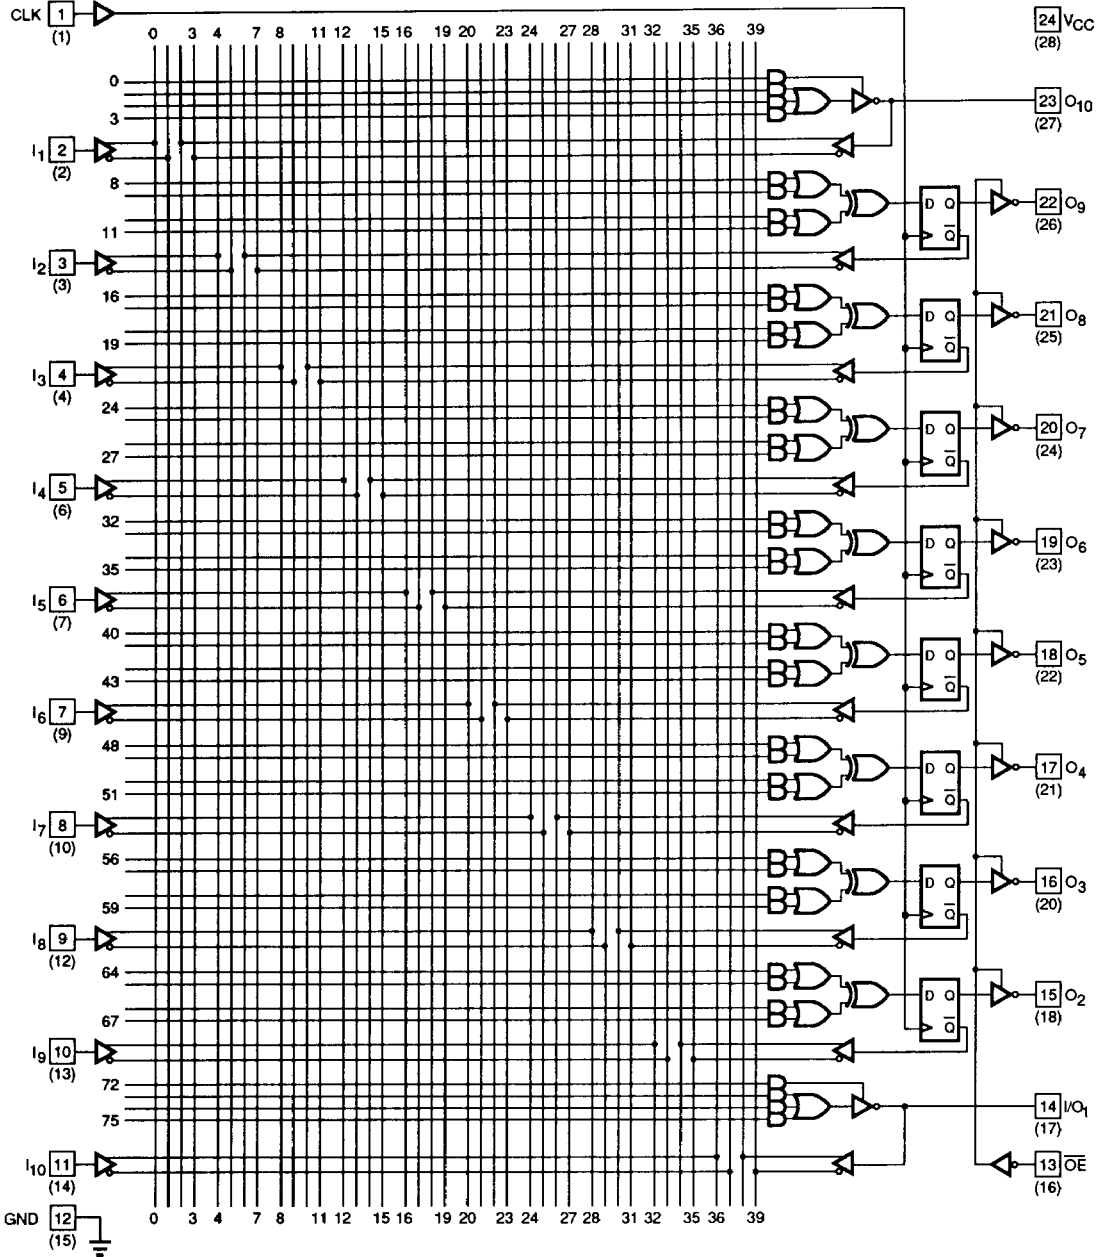 CLK 1 (1)
24 VCC (28)
0 3 4 7 8 11 12 15 16 19 20 23 24 27 28 31 32 35 36 39
0
3
23 O10 (27)
I1 2 (2)
8
11
D Q Q̅
22 O9 (26)
I2 3 (3)
16
19
D Q Q̅
21 O8 (25)
I3 4 (4)
24
27
D Q Q̅
20 O7 (24)
I4 5 (6)
32
35
D Q Q̅
19 O6 (23)
I5 6 (7)
40
43
D Q Q̅
18 O5 (22)
I6 7 (9)
48
51
D Q Q̅
17 O4 (21)
I7 8 (10)
56
59
D Q Q̅
16 O3 (20)
I8 9 (12)
64
67
D Q Q̅
15 O2 (18)
I9 10 (13)
72
75
14 I/O1 (17)
I10 11 (14)
13 O̅E̅ (16)
0 3 4 7 8 11 12 15 16 19 20 23 24 27 28 31 32 35 36 39
GND 12 (15)